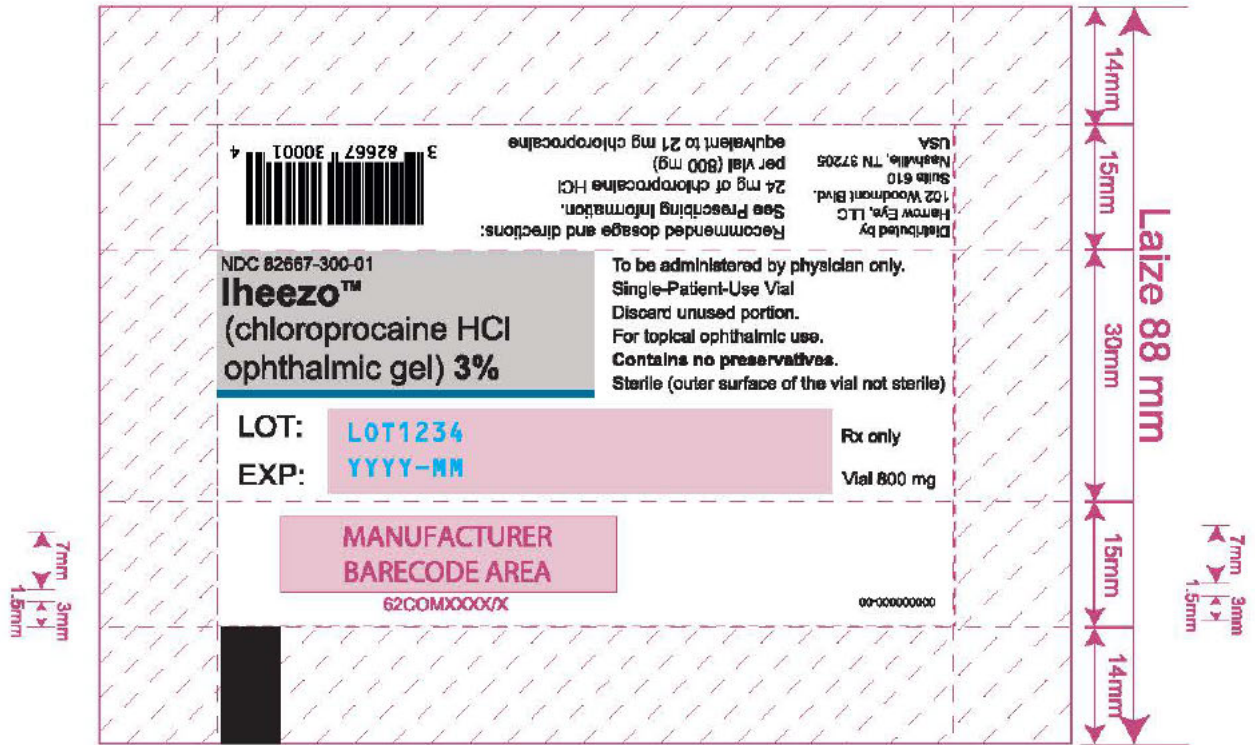 3 82667 30001 4
Recommended dosage and directions:
See Prescribing Information.
24 mg of chloroprocaine HCl
per vial (800 mg)
equivalent to 21 mg chloroprocaine
Distributed by
Harrow Eye, LLC
102 Woodmont Blvd.
Suite 610
Nashville, TN 37205
USA
NDC 82667-300-01
Iheezo™
(chloroprocaine HCl
ophthalmic gel) 3%
To be administered by physician only.
Single-Patient-Use Vial
Discard unused portion.
For topical ophthalmic use.
Contains no preservatives.
Sterile (outer surface of the vial not sterile)
LOT: LOT1234
EXP: YYYY-MM
Rx only
Vial 800 mg
MANUFACTURER
BARECODE AREA
62COMXXXX/X
14mm
15mm
30mm
15mm
14mm
Laize 88 mm
7mm
3mm
1.5mm
7mm
3mm
1.5mm